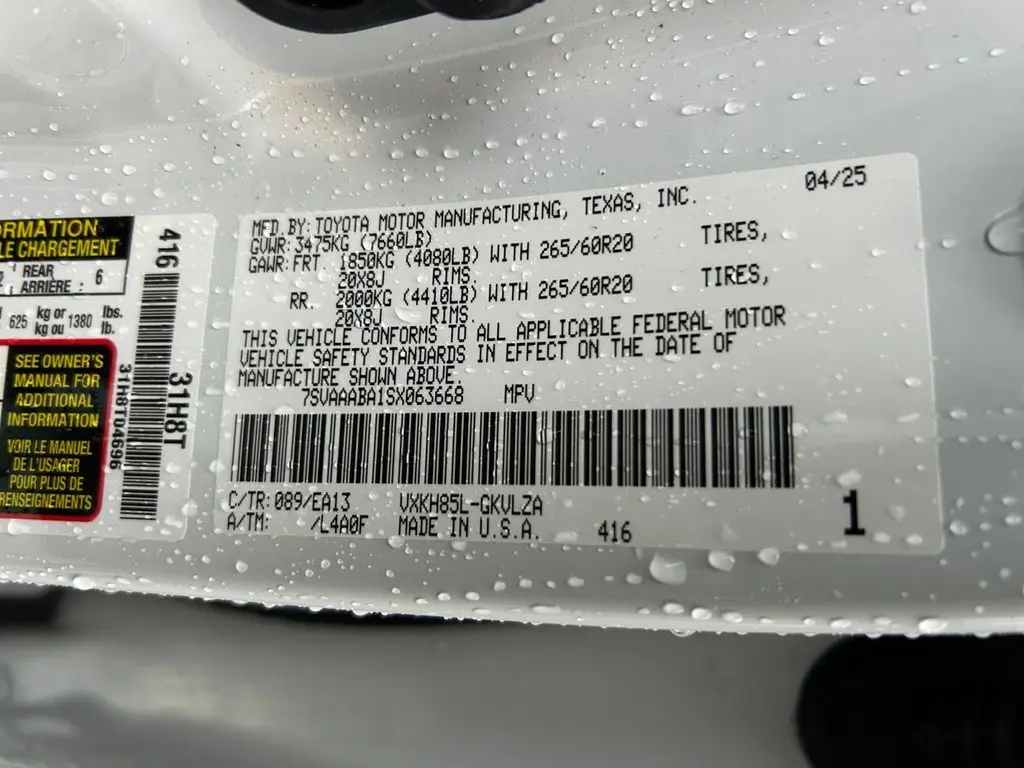 RMATION
LE CHARGEMENT
REAR
ARRIÈRE : 6
625 kg or 1380 lbs.
kg ou lb.
SEE OWNER'S
MANUAL FOR
ADDITIONAL
INFORMATION
VOIR LE MANUEL
DE L'USAGER
POUR PLUS DE
RENSEIGNEMENTS
416
31H8T04696
31H8T
04/25
MFD BY: TOYOTA MOTOR MANUFACTURING, TEXAS, INC.
GVWR: 3475KG (7660LB)
GAWR: FRT 1850KG (4080LB) WITH 265/60R20 TIRES,
20X8J RIMS.
RR. 2000KG (4410LB) WITH 265/60R20 TIRES,
20X8J RIMS.
THIS VEHICLE CONFORMS TO ALL APPLICABLE FEDERAL MOTOR
VEHICLE SAFETY STANDARDS IN EFFECT ON THE DATE OF
MANUFACTURE SHOWN ABOVE.
7SVAAABA1SX063668 MPV
C/TR: 089/EA13 VXKH85L-GKVLZA
A/TM: /L4A0F MADE IN U.S.A. 416
1